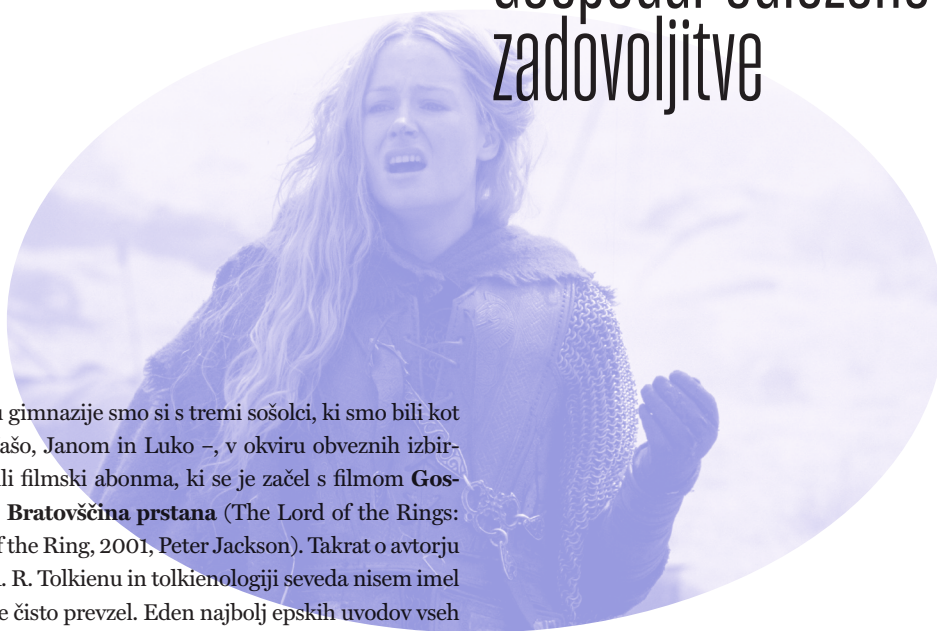 zadovoljitve
gimnazije smo si s tremi sošolci, ki smo bili kot
Janom in Luko –, v okviru obveznih izbir-
filmski abonma, ki se je začel s filmom Gos-
Bratovščina prstana (The Lord of the Rings:
the Ring, 2001, Peter Jackson). Takrat o avtorju
R. Tolkienu in tolkienologiji seveda nisem imel
čisto prevzel. Eden najbolj epskih uvodov vseh